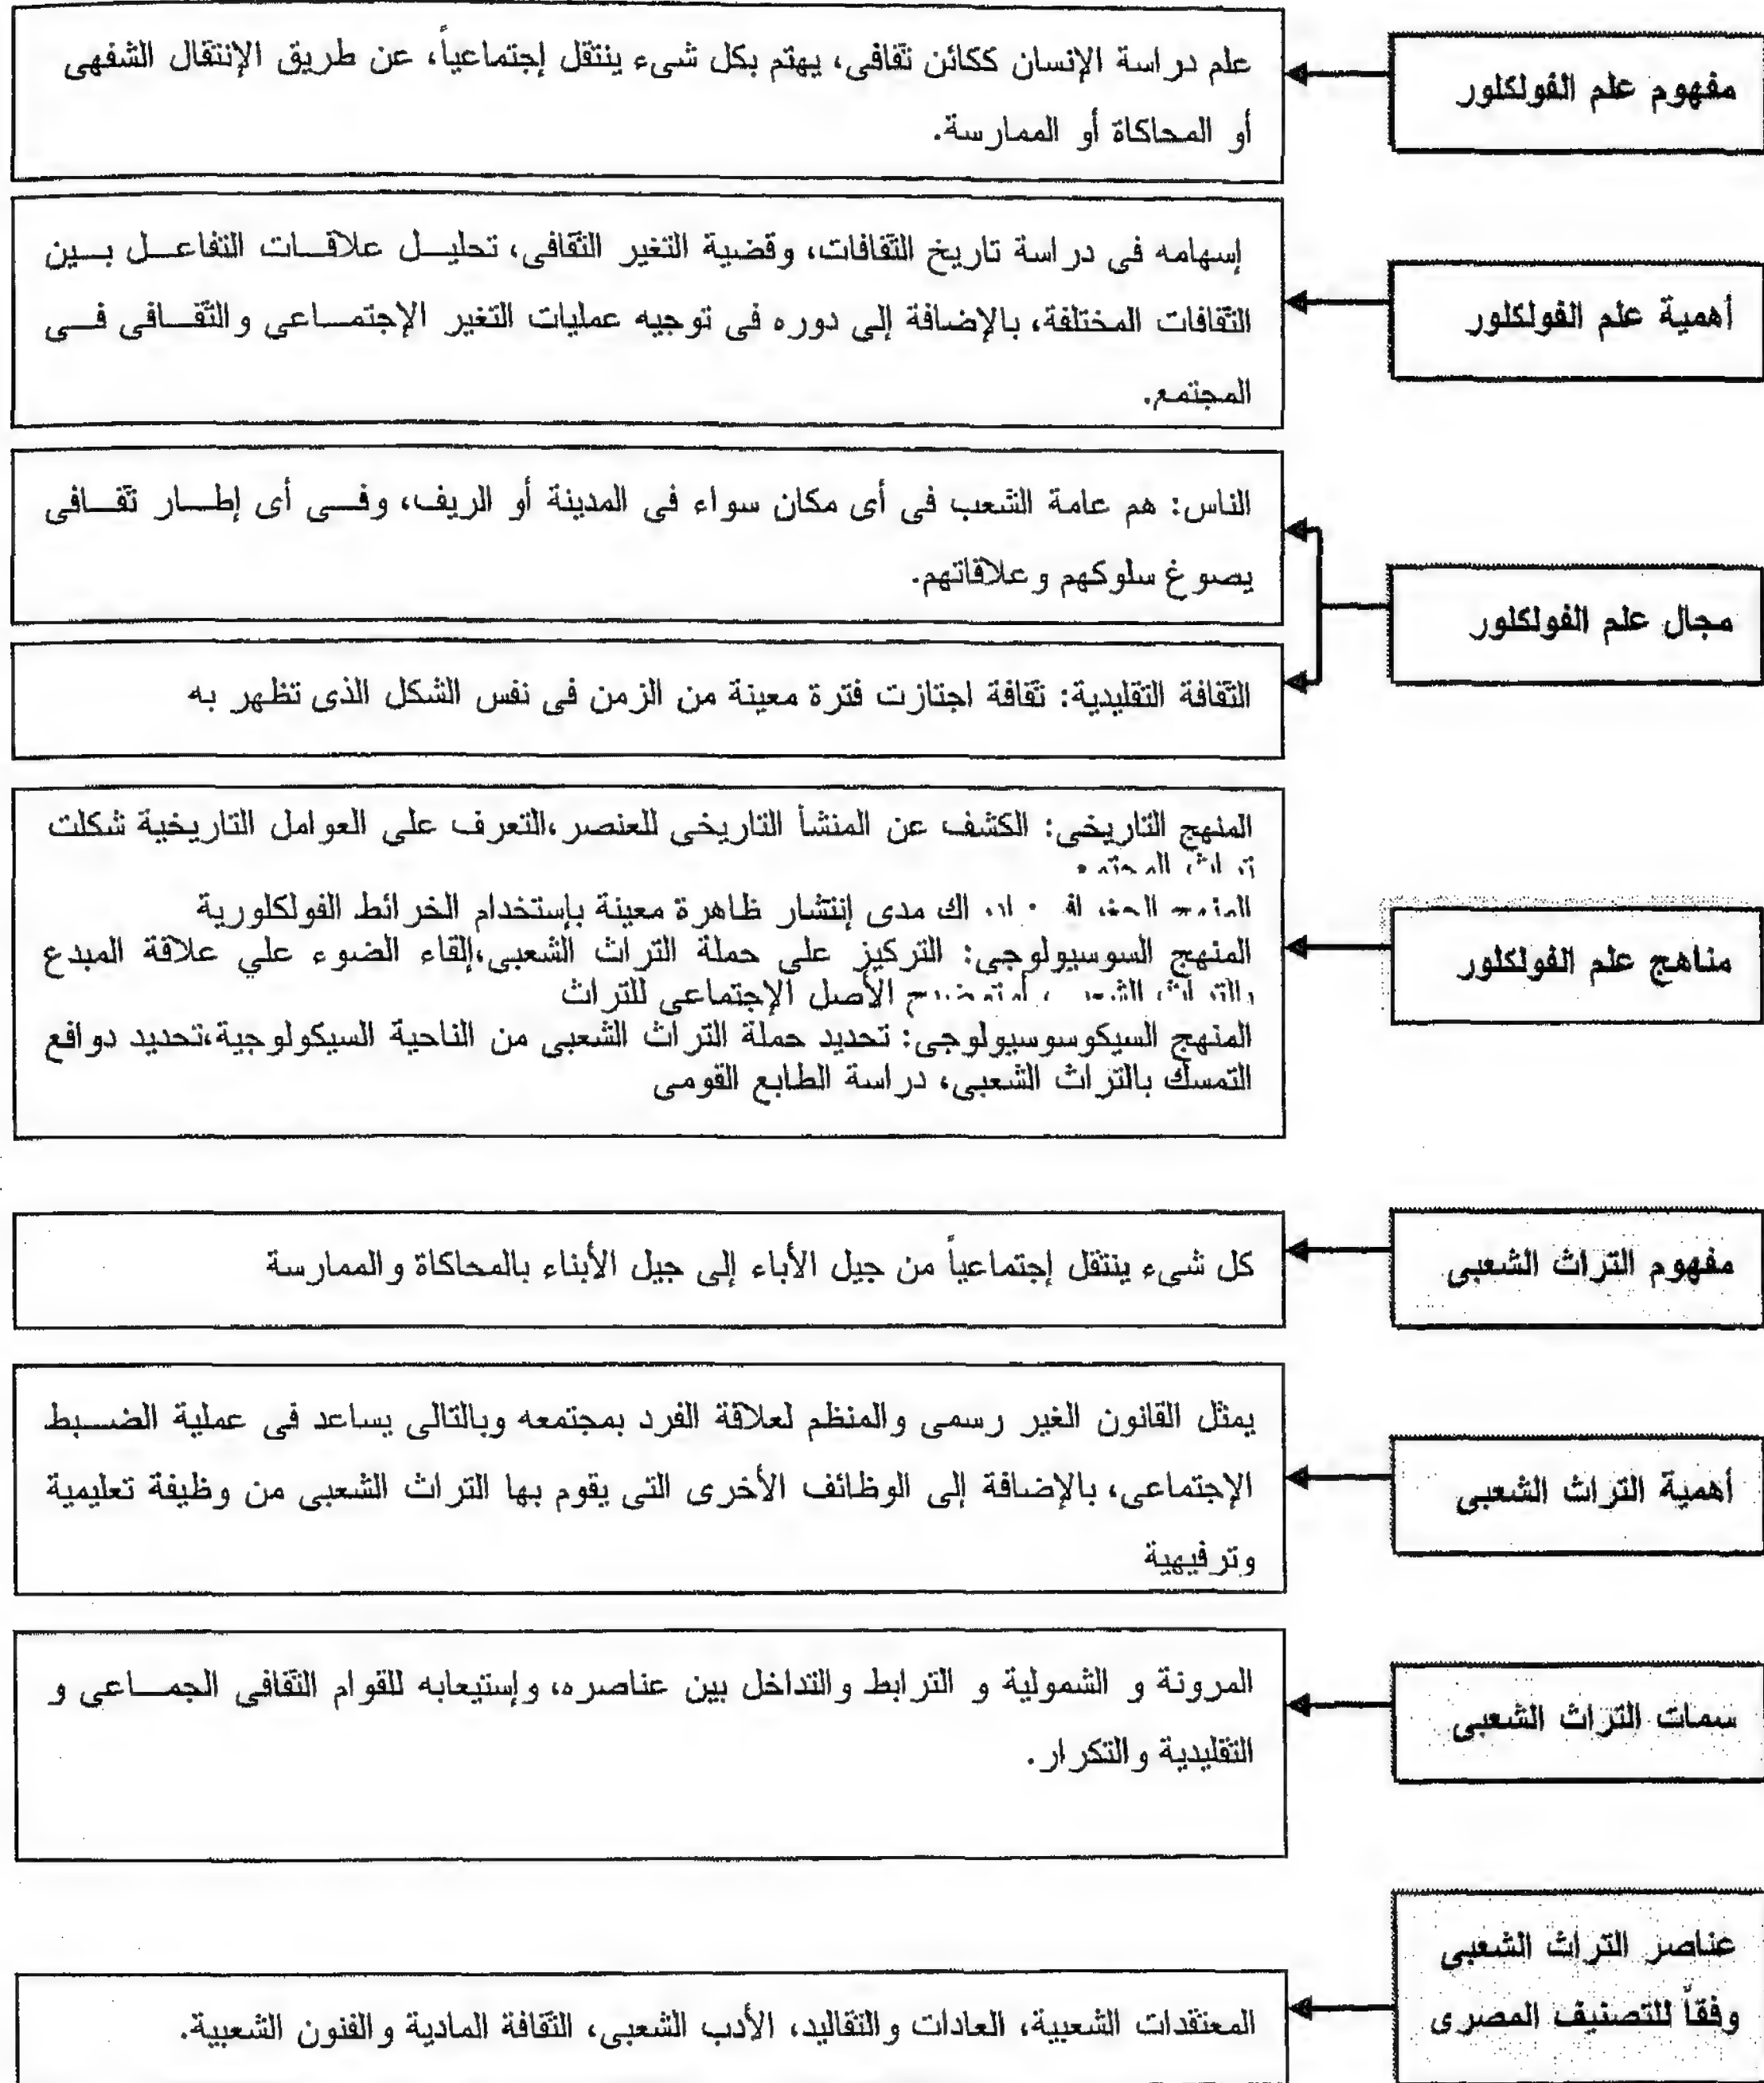 مفهوم علم الفولكلور
علم دراسة الإنسان ككائن ثقافى، يهتم بكل شىء ينتقل إجتماعياً، عن طريق الإنتقال الشفهى
أو المحاكاة أو الممارسة.
أهمية علم الفولكلور
إسهامه فى دراسة تاريخ الثقافات، وقضية التغير الثقافى، تحليل علاقات التفاعل بين
الثقافات المختلفة، بالإضافة إلى دوره فى توجيه عمليات التغير الإجتماعى والثقافى فى
المجتمع.
مجال علم الفولكلور
الناس: هم عامة الشعب فى أى مكان سواء فى المدينة أو الريف، وفى أى إطار ثقافى
يصوغ سلوكهم وعلاقاتهم.
الثقافة التقليدية: ثقافة اجتازت فترة معينة من الزمن فى نفس الشكل الذى تظهر به
مناهج علم الفولكلور
المنهج التاريخى: الكشف عن المنشأ التاريخى للعنصر،التعرف على العوامل التاريخية شكلت
مدى إنتشار ظاهرة معينة بإستخدام الخرائط الفولكلورية
المنهج السوسيولوجى: التركيز على حملة التراث الشعبى،إلقاء الضوء علي علاقة المبدع
الأصل الإجتماعى للتراث
المنهج السيكوسوسيولوجى: تحديد حملة التراث الشعبى من الناحية السيكولوجية،تحديد دوافع
التمسك بالتراث الشعبى، دراسة الطابع القومى
مفهوم التراث الشعبى
كل شىء ينتقل إجتماعياً من جيل الأباء إلى جيل الأبناء بالمحاكاة والممارسة
أهمية التراث الشعبى
يمثل القانون الغير رسمى والمنظم لعلاقة الفرد بمجتمعه وبالتالى يساعد فى عملية الضبط
الإجتماعى، بالإضافة إلى الوظائف الأخرى التى يقوم بها التراث الشعبى من وظيفة تعليمية
وترفيهية
سمات التراث الشعبى
المرونة و الشمولية و الترابط والتداخل بين عناصره، وإستيعابه للقوام الثقافى الجماعى و
التقليدية والتكرار.
عناصر التراث الشعبى
وفقاً للتصنيف المصرى
المعتقدات الشعبية، العادات والتقاليد، الأدب الشعبى، الثقافة المادية والفنون الشعبية.